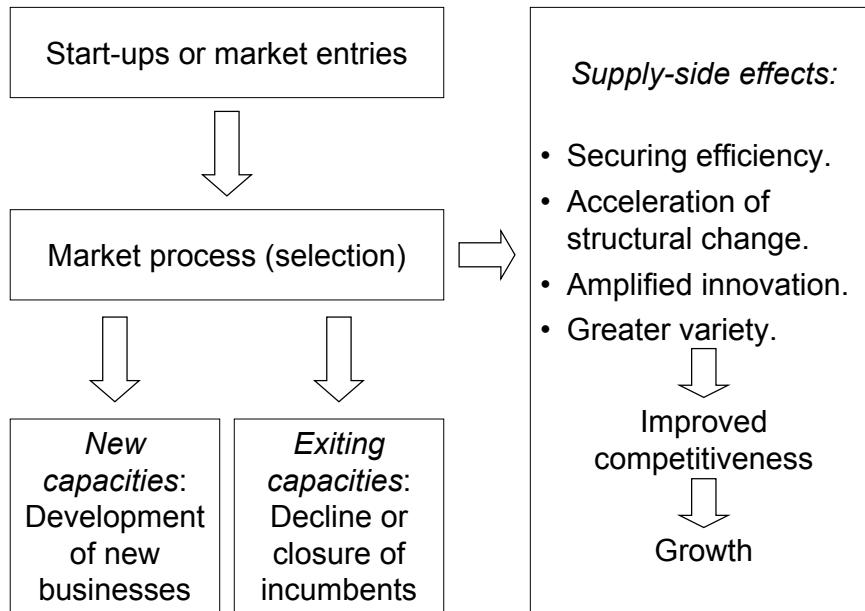 Start-ups or market entries
Market process (selection)
New
capacities:
Development
of new
businesses
Exiting
capacities:
Decline or
closure of
incumbents
Supply-side effects:
• Securing efficiency.
• Acceleration of
structural change.
• Amplified innovation.
• Greater variety.
Improved
competitiveness
Growth